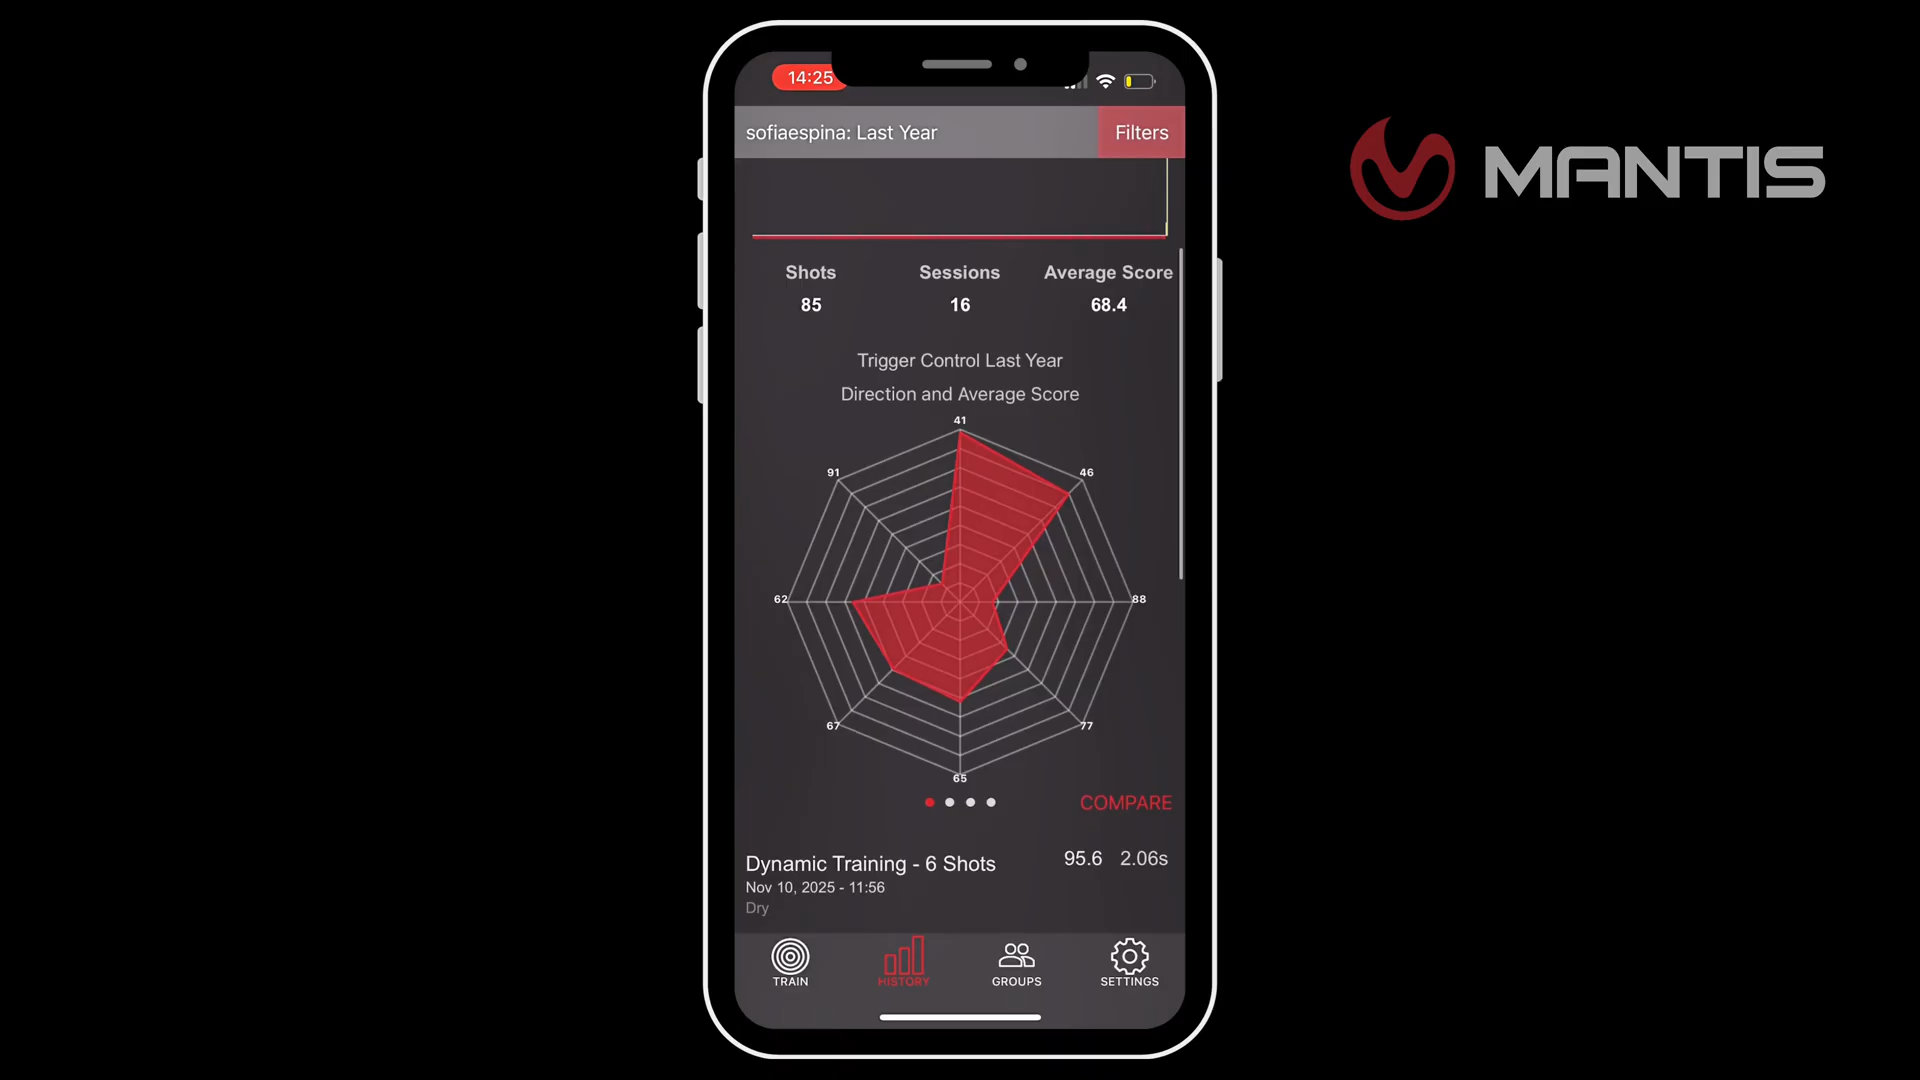 14:25
MANTIS
sofiaespina: Last Year
Filters
Shots
Sessions
Average Score
85
16
68.4
Trigger Control Last Year
Direction and Average Score
41
91
46
62
88
67
77
65
COMPARE
Dynamic Training - 6 Shots
95.6
2.06s
Nov 10, 2025 - 11:56
Dry
TRAIN
HISTORY
GROUPS
SETTINGS